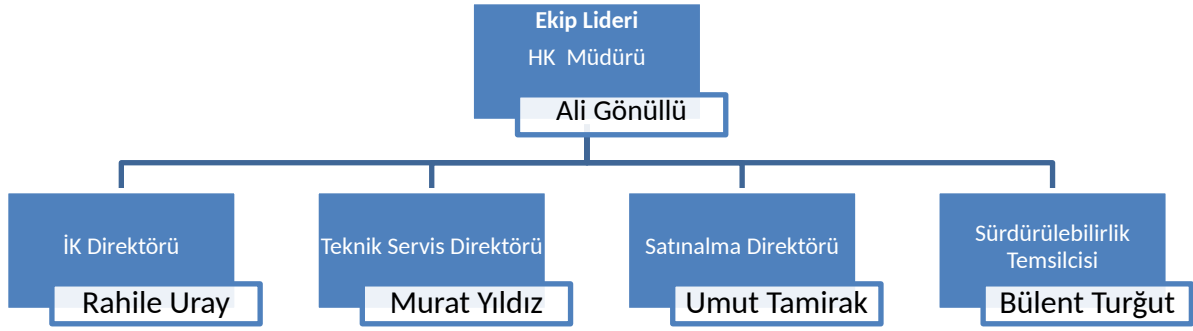 Ekip Lideri
HK Müdürü
Ali Gönüllü
İK Direktörü
Rahile Uray
Teknik Servis Direktörü
Murat Yıldız
Satınalma Direktörü
Umut Tamirak
Sürdürülebilirlik
Temsilcisi
Bülent Turğut